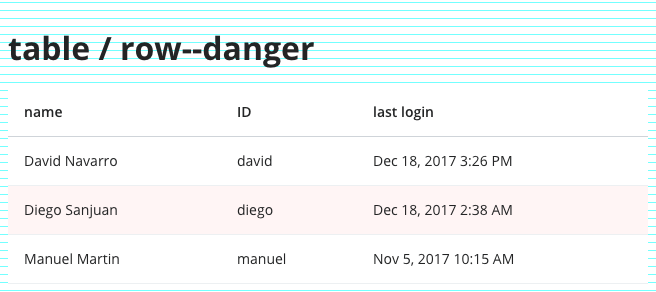 table / row--danger
name ID last login
David Navarro david Dec 18, 2017 3:26 PM
Diego Sanjuan diego Dec 18, 2017 2:38 AM
Manuel Martin manuel Nov 5, 2017 10:15 AM